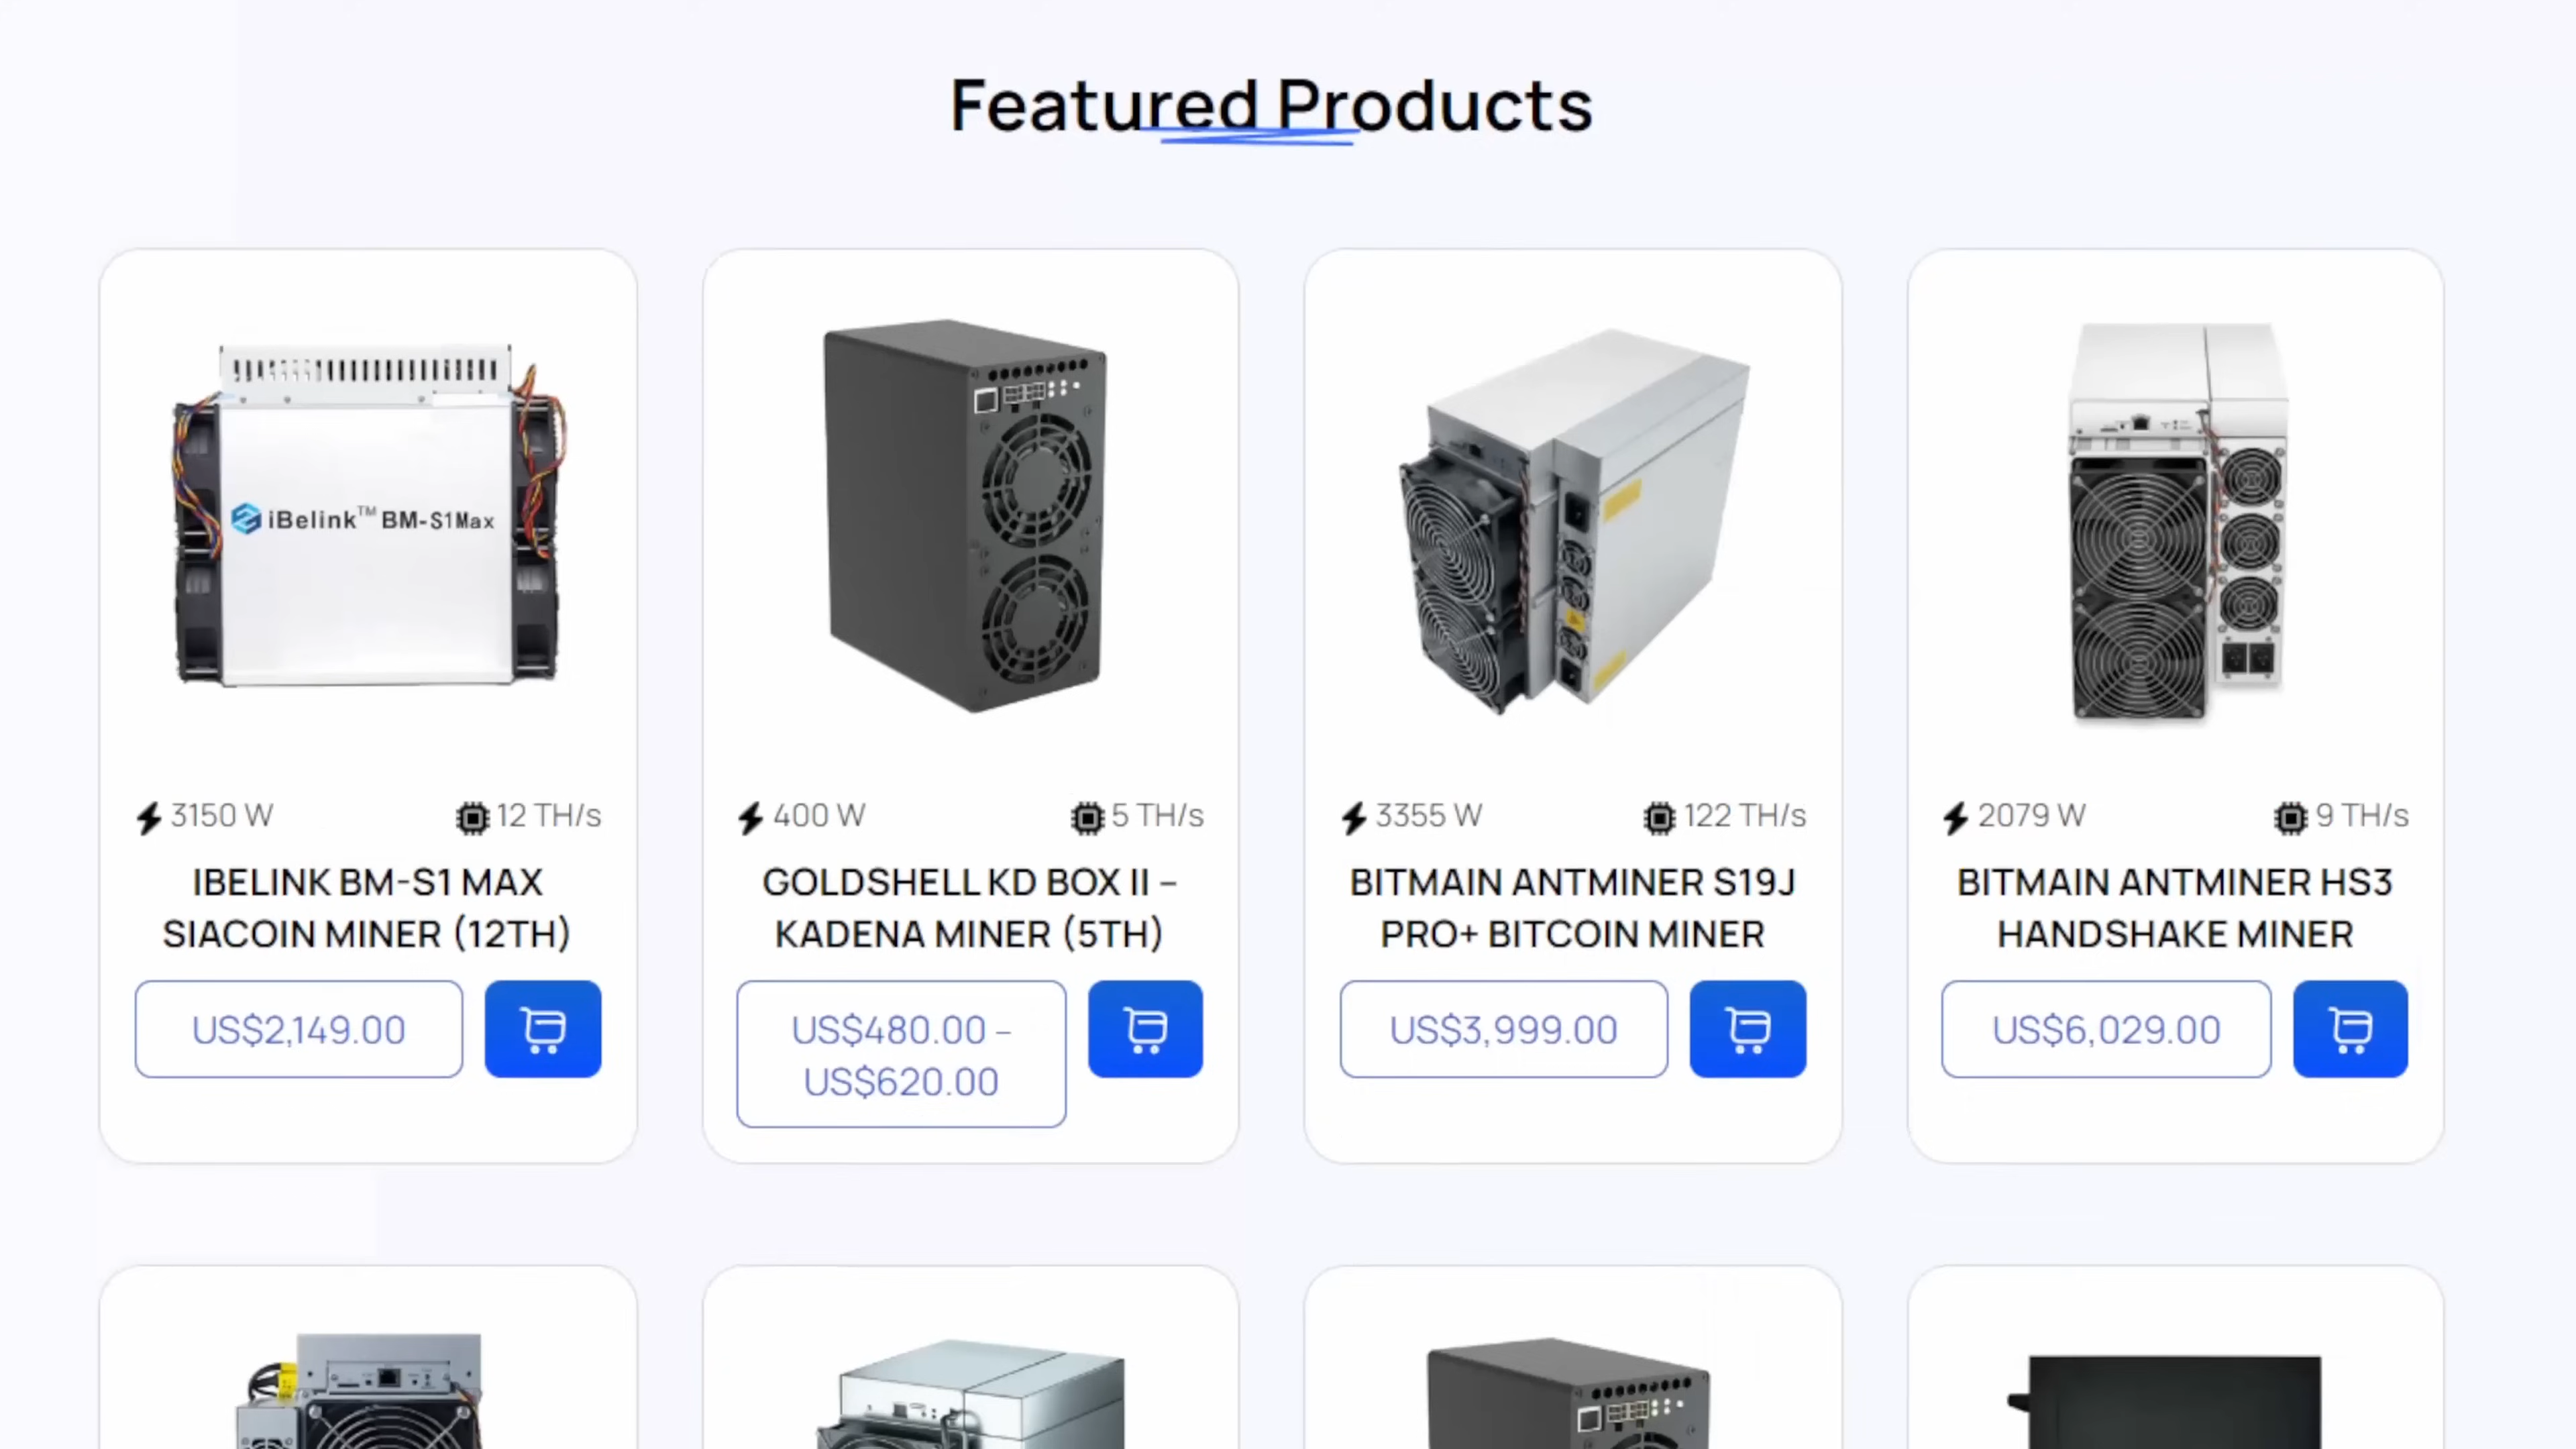 Featured Products
iBelink™ BM-S1Max
3150 W
12 TH/s
IBELINK BM-S1 MAX
SIACOIN MINER (12TH)
US$2,149.00
400 W
5 TH/s
GOLDSHELL KD BOX II –
KADENA MINER (5TH)
US$480.00 –
US$620.00
3355 W
122 TH/s
BITMAIN ANTMINER S19J
PRO+ BITCOIN MINER
US$3,999.00
2079 W
9 TH/s
BITMAIN ANTMINER HS3
HANDSHAKE MINER
US$6,029.00